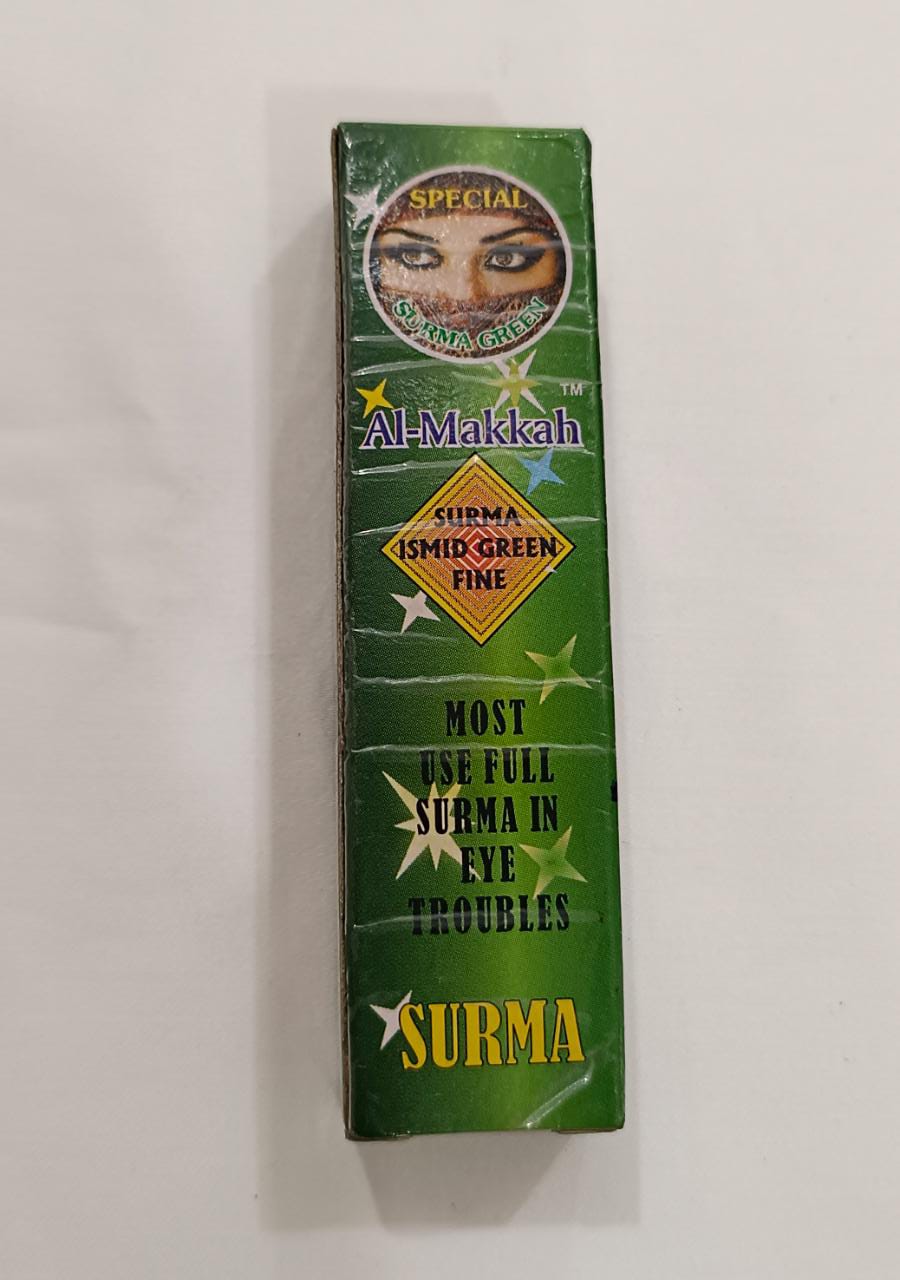 SPECIAL
SURMA GREEN
TM
Al-Makkah
SURMA
ISMID GREEN
FINE
MOST
USE FULL
SURMA IN
EYE
TROUBLES
SURMA